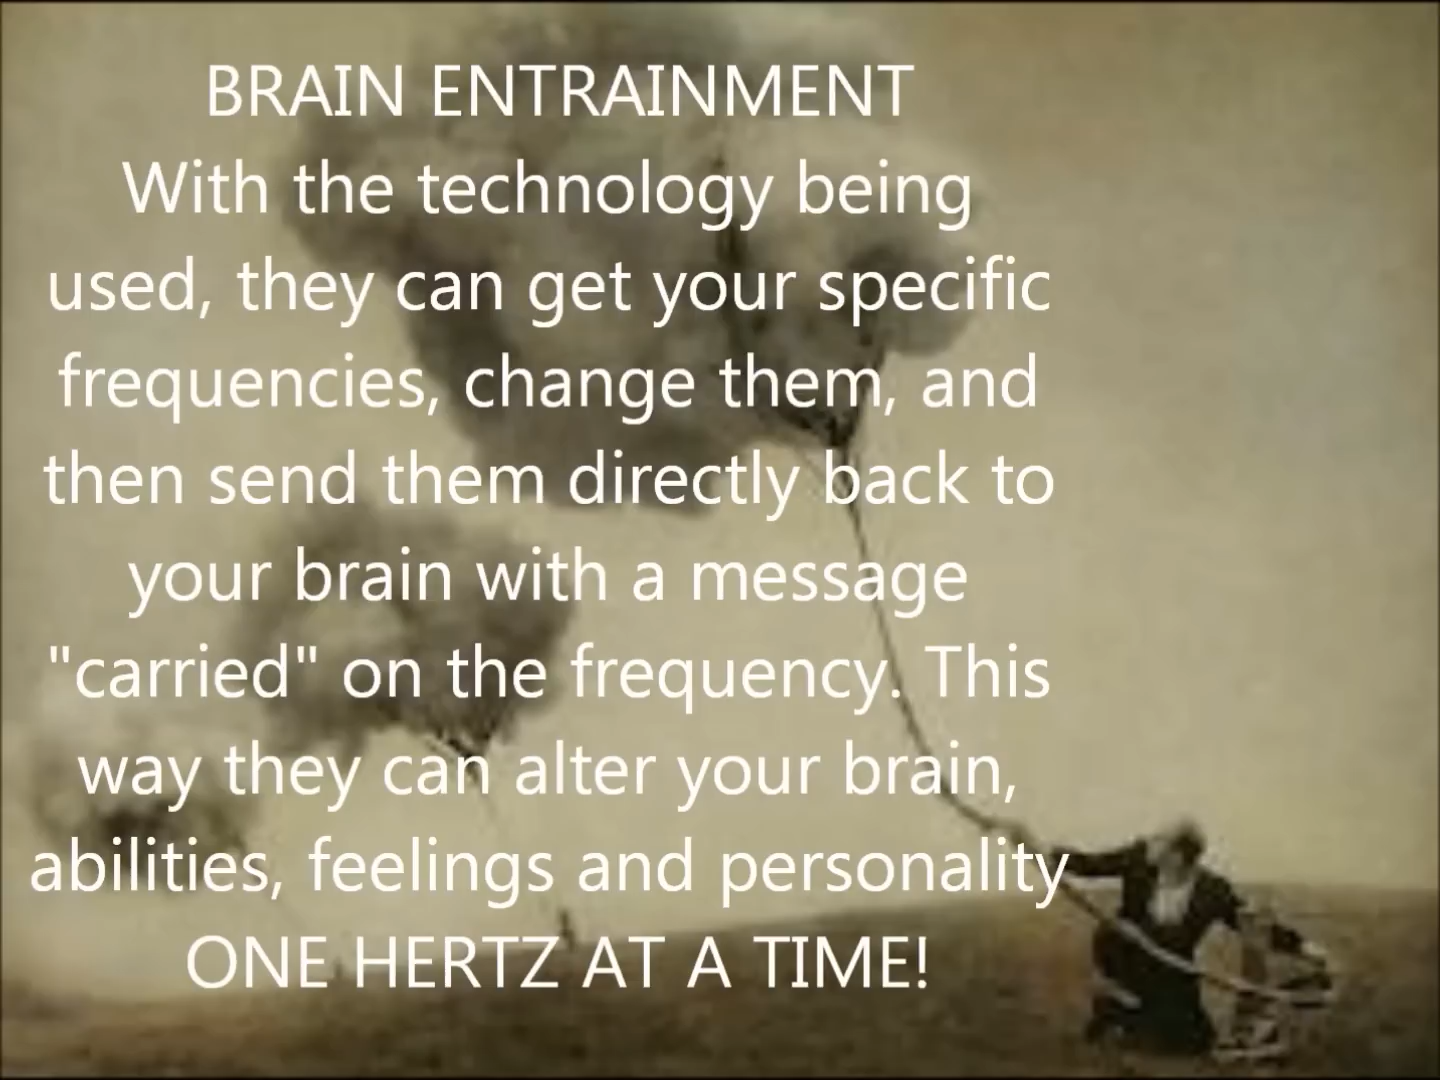 BRAIN ENTRAINMENT
With the technology being
used, they can get your specific
frequencies, change them, and
then send them directly back to
your brain with a message
"carried" on the frequency. This
way they can alter your brain,
abilities, feelings and personality
ONE HERTZ AT A TIME!